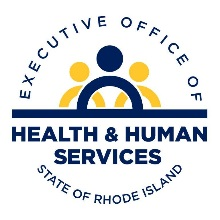 EXECUTIVE OFFICE OF
HEALTH & HUMAN
SERVICES
STATE OF RHODE ISLAND